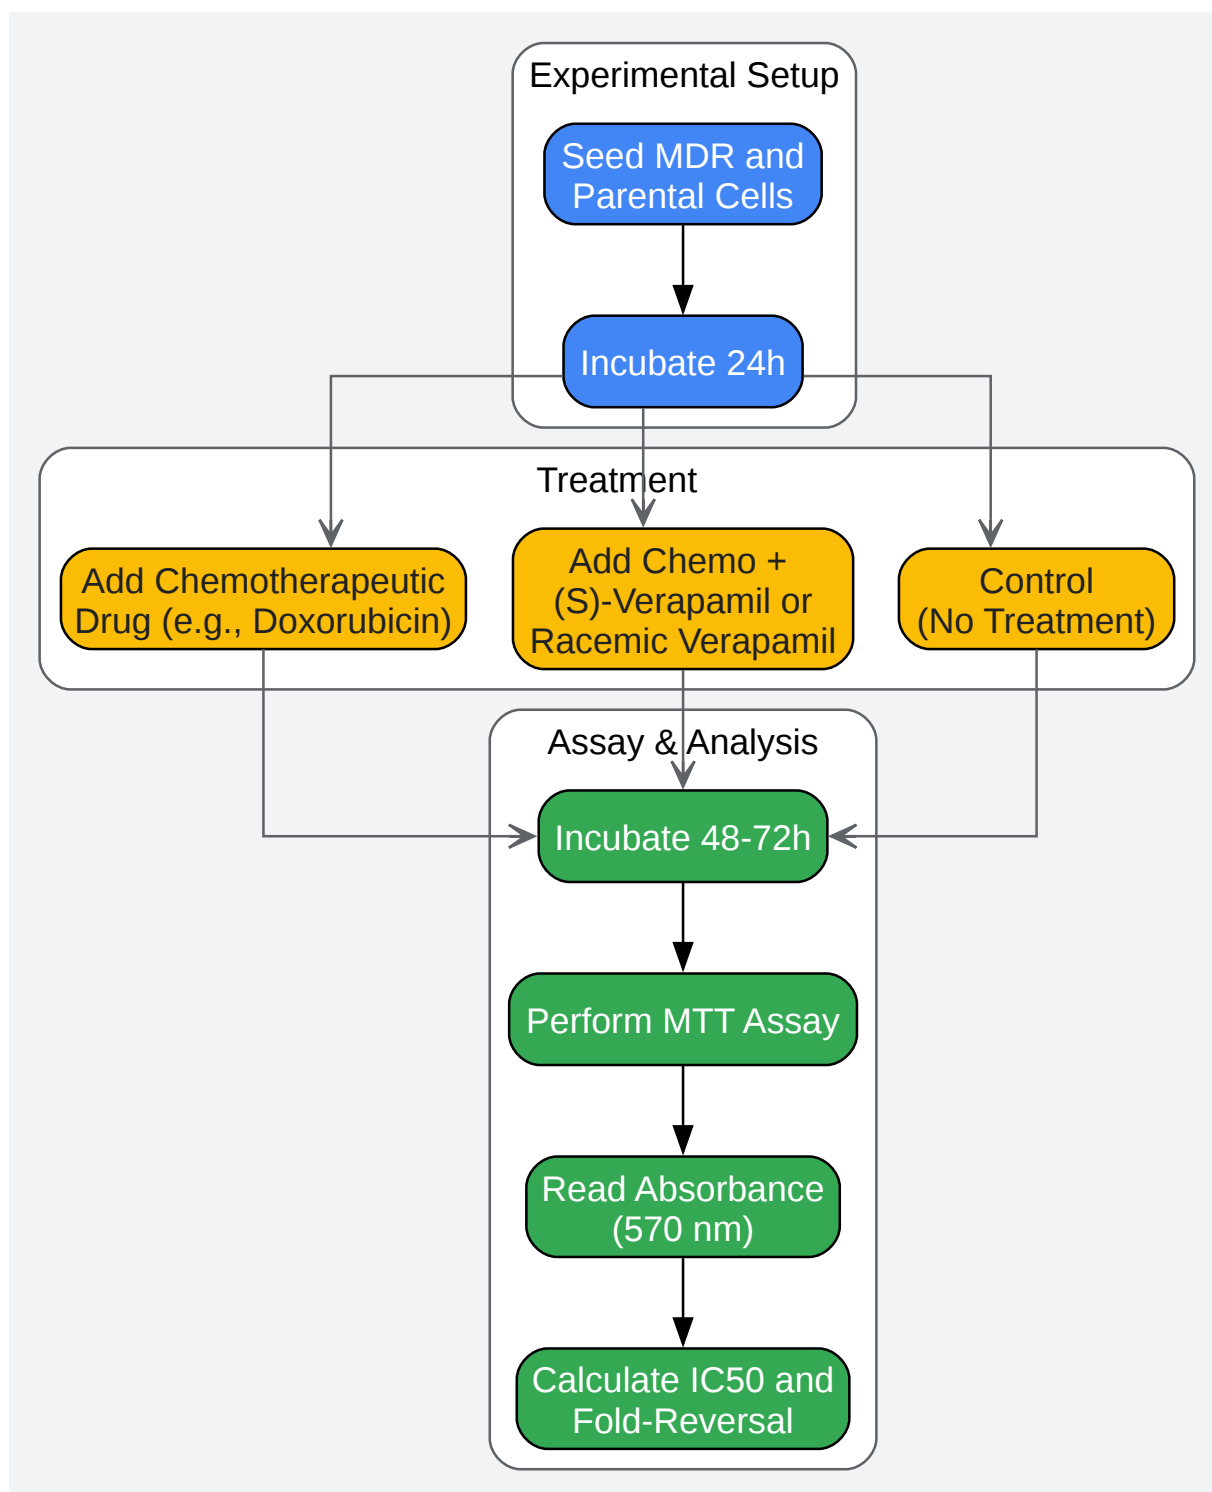 Experimental Setup
Seed MDR and
Parental Cells
Incubate 24h
Treatment
Add Chemotherapeutic
Drug (e.g., Doxorubicin)
Add Chemo +
(S)-Verapamil or
Racemic Verapamil
Control
(No Treatment)
Assay & Analysis
Incubate 48-72h
Perform MTT Assay
Read Absorbance
(570 nm)
Calculate IC50 and
Fold-Reversal